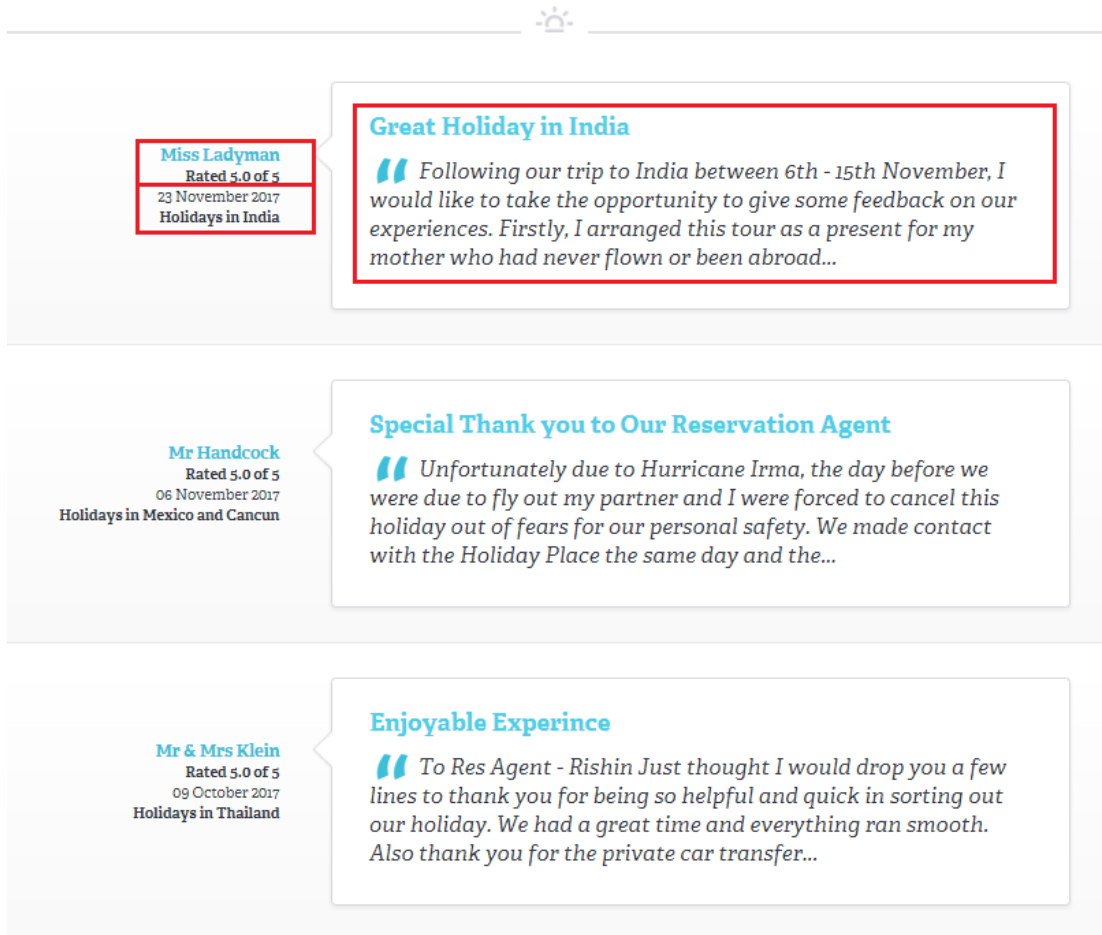 Miss Ladyman
Rated 5.0 of 5
23 November 2017
Holidays in India
Great Holiday in India
Following our trip to India between 6th - 15th November, I
would like to take the opportunity to give some feedback on our
experiences. Firstly, I arranged this tour as a present for my
mother who had never flown or been abroad...
Mr Handcock
Rated 5.0 of 5
06 November 2017
Holidays in Mexico and Cancun
Special Thank you to Our Reservation Agent
Unfortunately due to Hurricane Irma, the day before we
were due to fly out my partner and I were forced to cancel this
holiday out of fears for our personal safety. We made contact
with the Holiday Place the same day and the...
Mr & Mrs Klein
Rated 5.0 of 5
09 October 2017
Holidays in Thailand
Enjoyable Experince
To Res Agent - Rishin Just thought I would drop you a few
lines to thank you for being so helpful and quick in sorting out
our holiday. We had a great time and everything ran smooth.
Also thank you for the private car transfer...